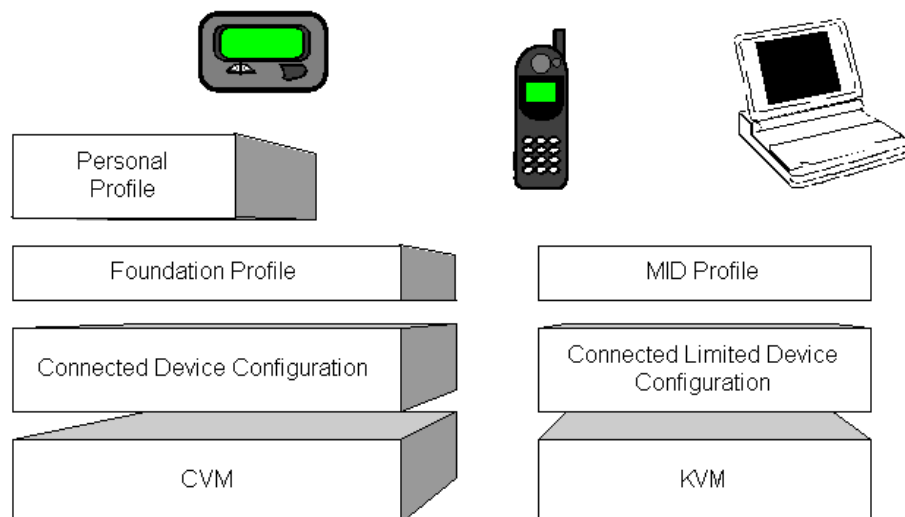 Personal
Profile
Foundation Profile
MID Profile
Connected Device Configuration
Connected Limited Device
Configuration
CVM
KVM